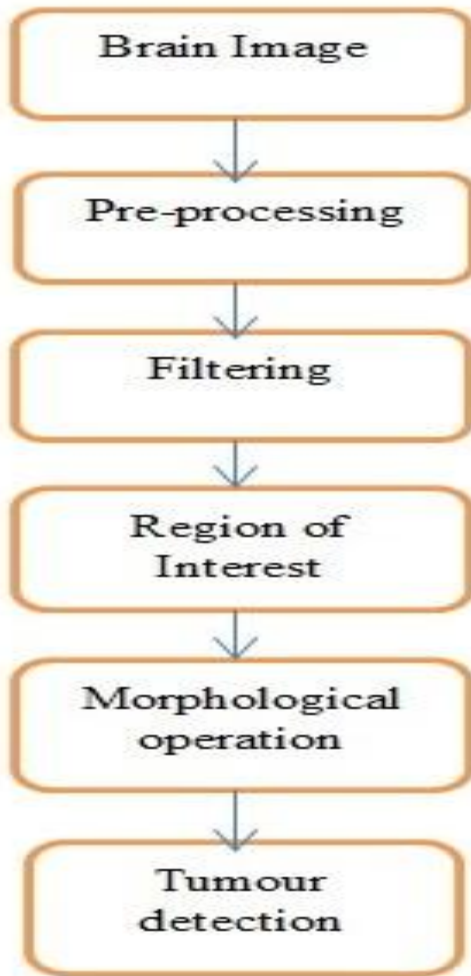 Brain Image
Pre-processing
Filtering
Region of
Interest
Morphological
operation
Tumour
detection